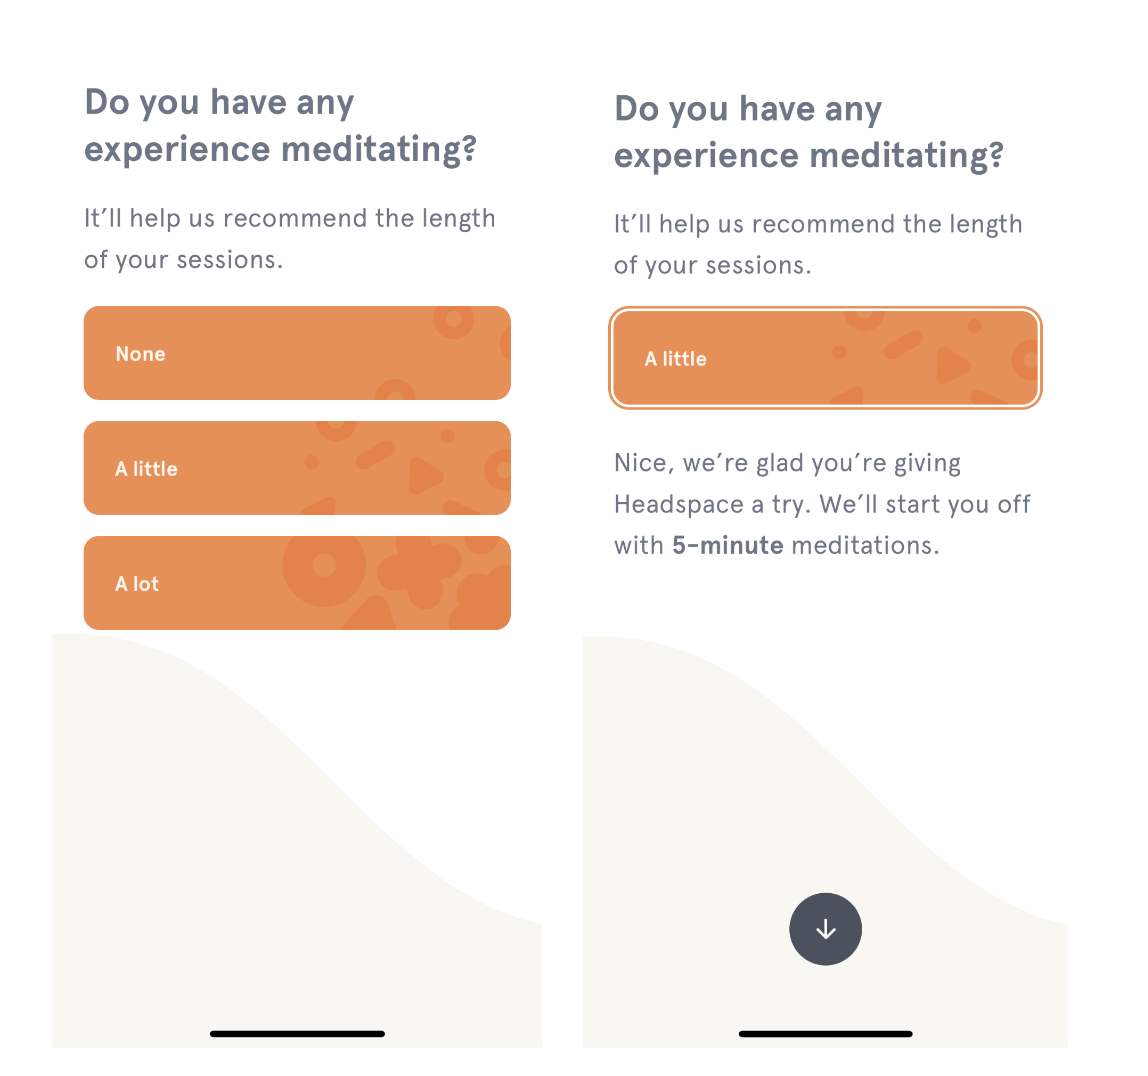 Do you have any
experience meditating?
It’ll help us recommend the length
of your sessions.
None
A little
A lot
Do you have any
experience meditating?
It’ll help us recommend the length
of your sessions.
A little
Nice, we’re glad you’re giving
Headspace a try. We’ll start you off
with 5-minute meditations.